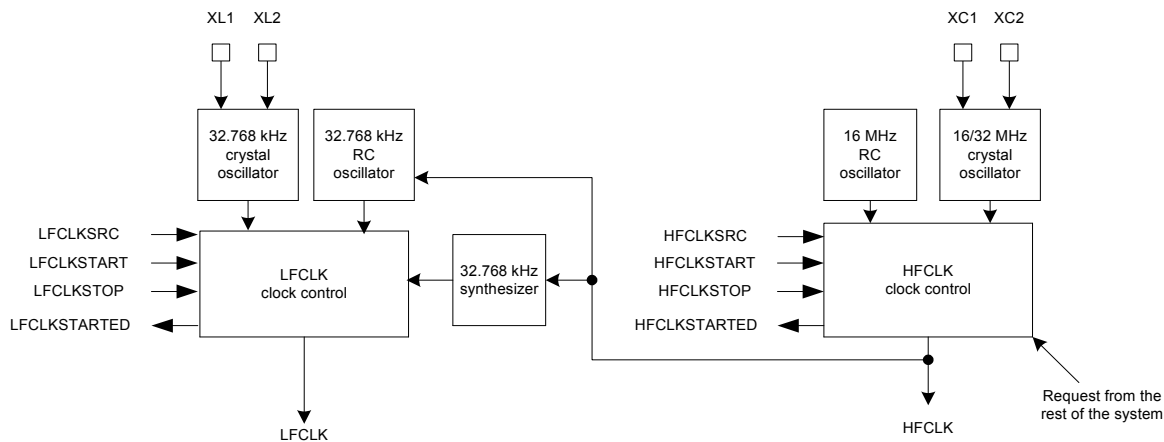 XL1
XL2
XC1
XC2
32.768 kHz
crystal
oscillator
32.768 kHz
RC
oscillator
16 MHz
RC
oscillator
16/32 MHz
crystal
oscillator
LFCLKSRC
LFCLKSTART
LFCLKSTOP
LFCLKSTARTED
LFCLK
clock control
32.768 kHz
synthesizer
HFCLKSRC
HFCLKSTART
HFCLKSTOP
HFCLKSTARTED
HFCLK
clock control
Request from the
rest of the system
LFCLK
HFCLK